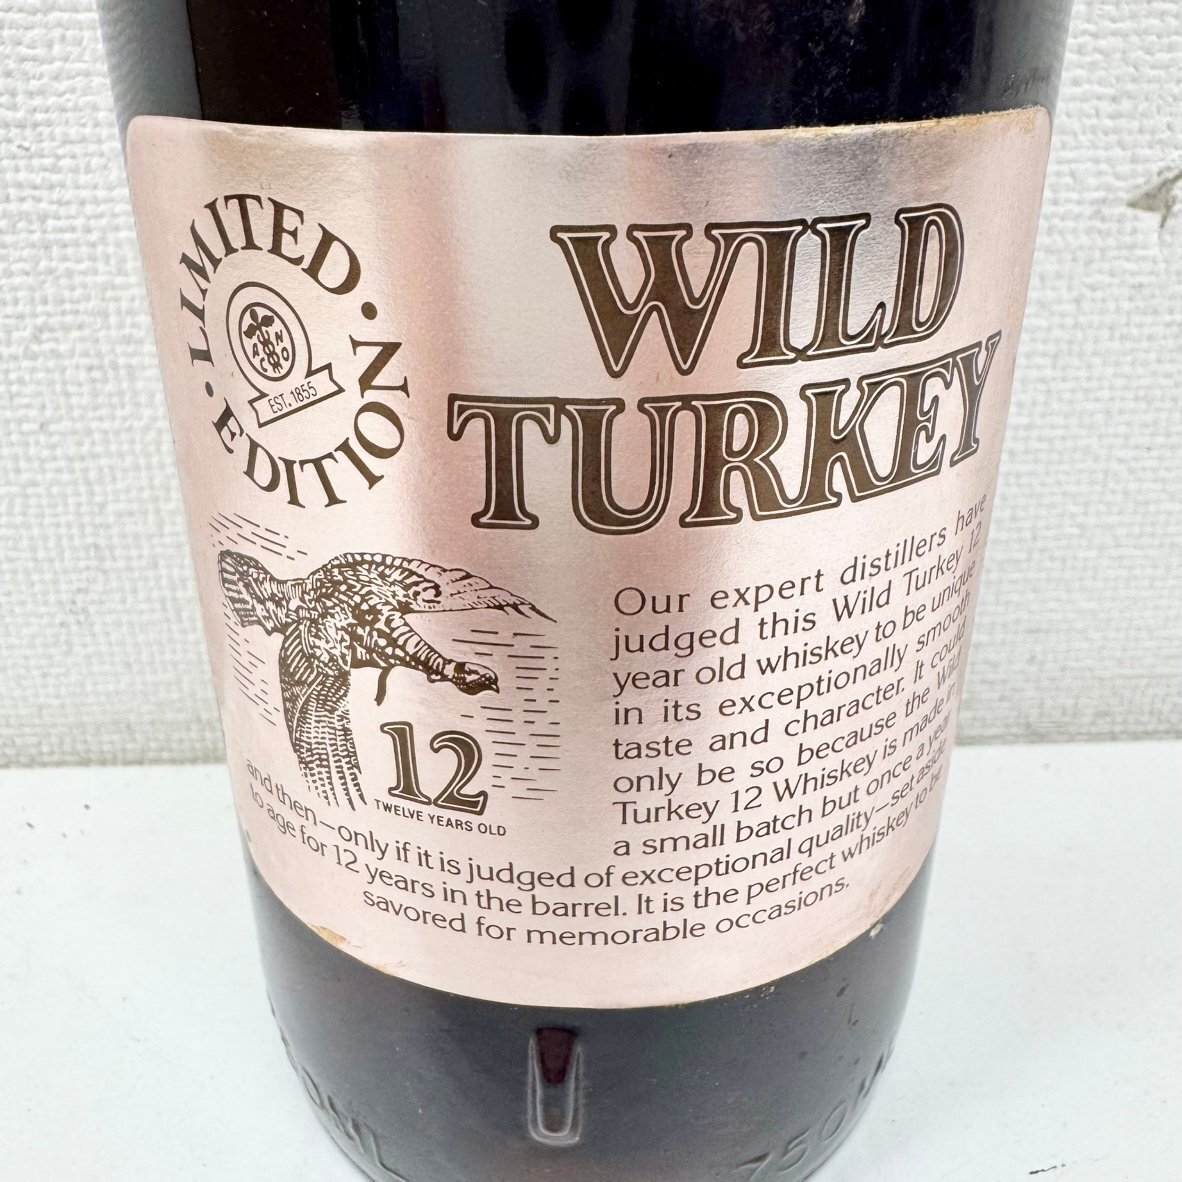 LIMITED EDITION
AUSTIN NICHOLS
EST. 1855
WILD
TURKEY
Our expert distillers have
judged this Wild Turkey 12
year old whiskey to be unique
in its exceptionally smooth
taste and character. It could
only be so because the Wild
Turkey 12 Whiskey is made in
a small batch but once a year
12
TWELVE YEARS OLD
and then—only if it is judged of exceptional quality—set aside
to age for 12 years in the barrel. It is the perfect whiskey to be
savored for memorable occasions.
750 M